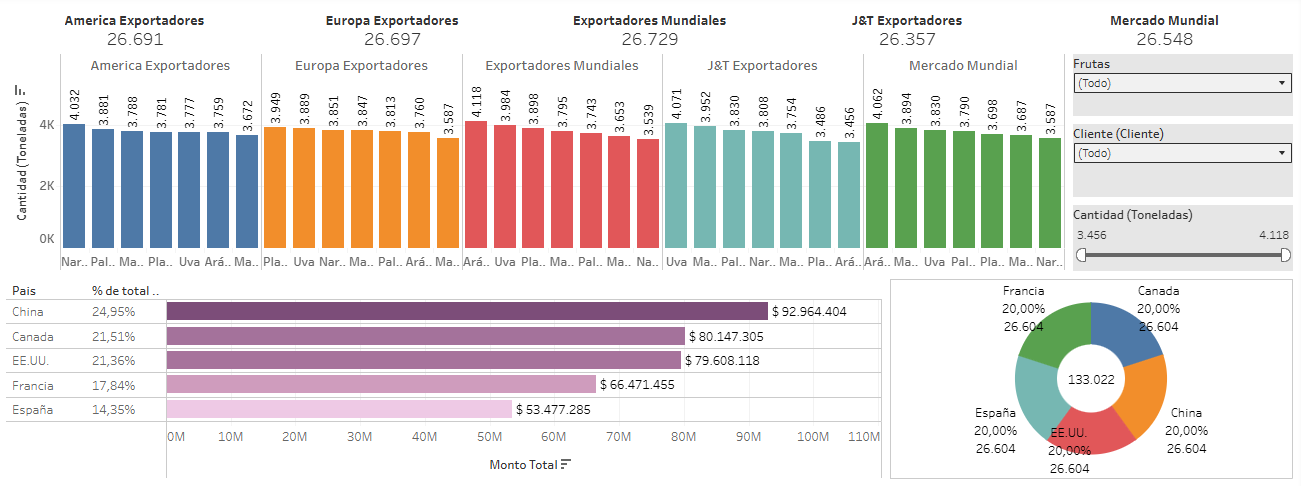 America Exportadores
26.691
Europa Exportadores
26.697
Exportadores Mundiales
26.729
J&T Exportadores
26.357
Mercado Mundial
26.548
Cantidad (Toneladas)
4K
2K
0K
America Exportadores
4.032
3.881
3.788
3.781
3.777
3.759
3.672
Nar..
Pal..
Ma..
Pla..
Uva
Ará..
Ma..
Europa Exportadores
3.949
3.889
3.851
3.847
3.813
3.760
3.587
Pla..
Uva
Nar..
Ma..
Pal..
Ará..
Ma..
Exportadores Mundiales
4.118
3.984
3.898
3.795
3.743
3.653
3.539
Ará..
Uva
Pla..
Ma..
Pal..
Ma..
Na..
J&T Exportadores
4.071
3.952
3.830
3.808
3.754
3.486
3.456
Uva
Ma..
Pal..
Nar..
Ma..
Pla..
Ará..
Mercado Mundial
4.062
3.894
3.830
3.790
3.698
3.687
3.587
Ará..
Ma..
Uva
Pal..
Pla..
Ma..
Nar..
Frutas
(Todo)
Cliente (Cliente)
(Todo)
Cantidad (Toneladas)
3.456 4.118
Pais % de total ..
China 24,95% $ 92.964.404
Canada 21,51% $ 80.147.305
EE.UU. 21,36% $ 79.608.118
Francia 17,84% $ 66.471.455
España 14,35% $ 53.477.285
0M 10M 20M 30M 40M 50M 60M 70M 80M 90M 100M 110M
Monto Total
Francia
20,00%
26.604
Canada
20,00%
26.604
133.022
España
20,00%
26.604
EE.UU.
20,00%
26.604
China
20,00%
26.604